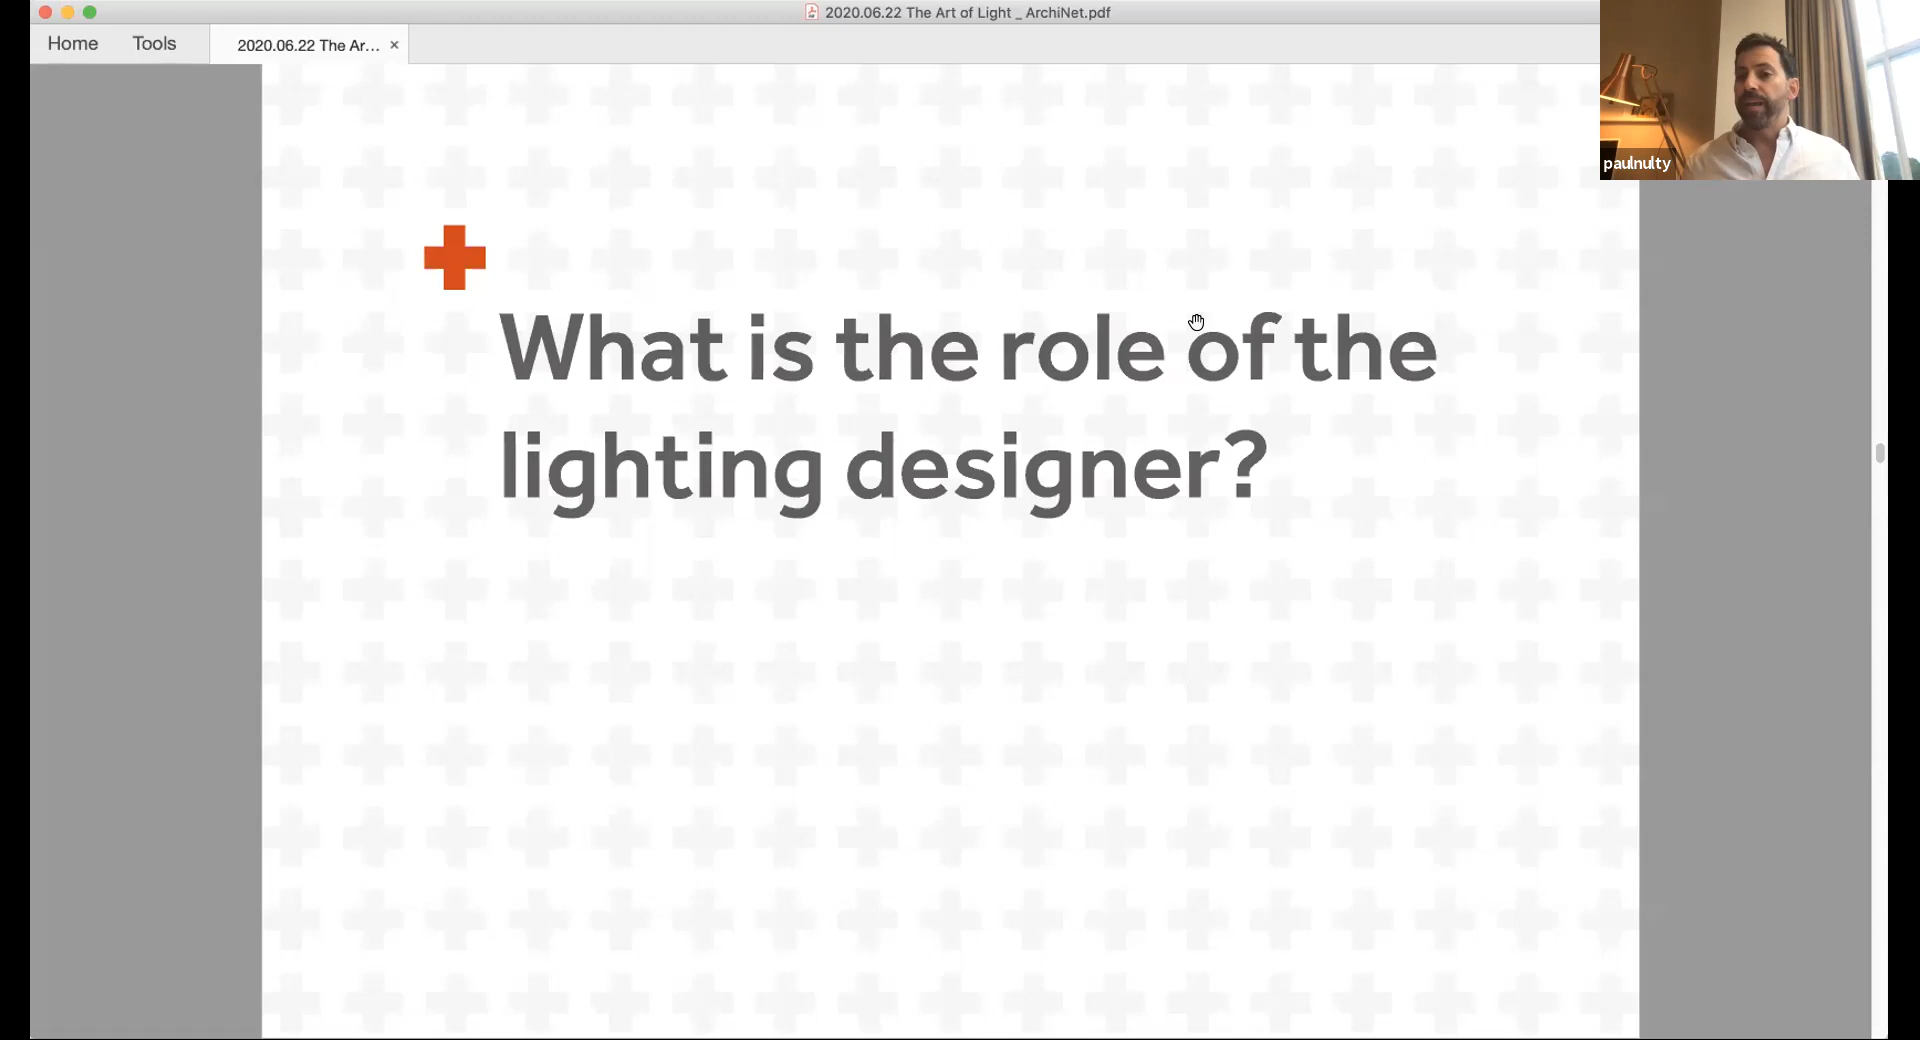 2020.06.22 The Art of Light _ ArchiNet.pdf
Home Tools 2020.06.22 The Ar... ×
paulnulty
What is the role of the
lighting designer?